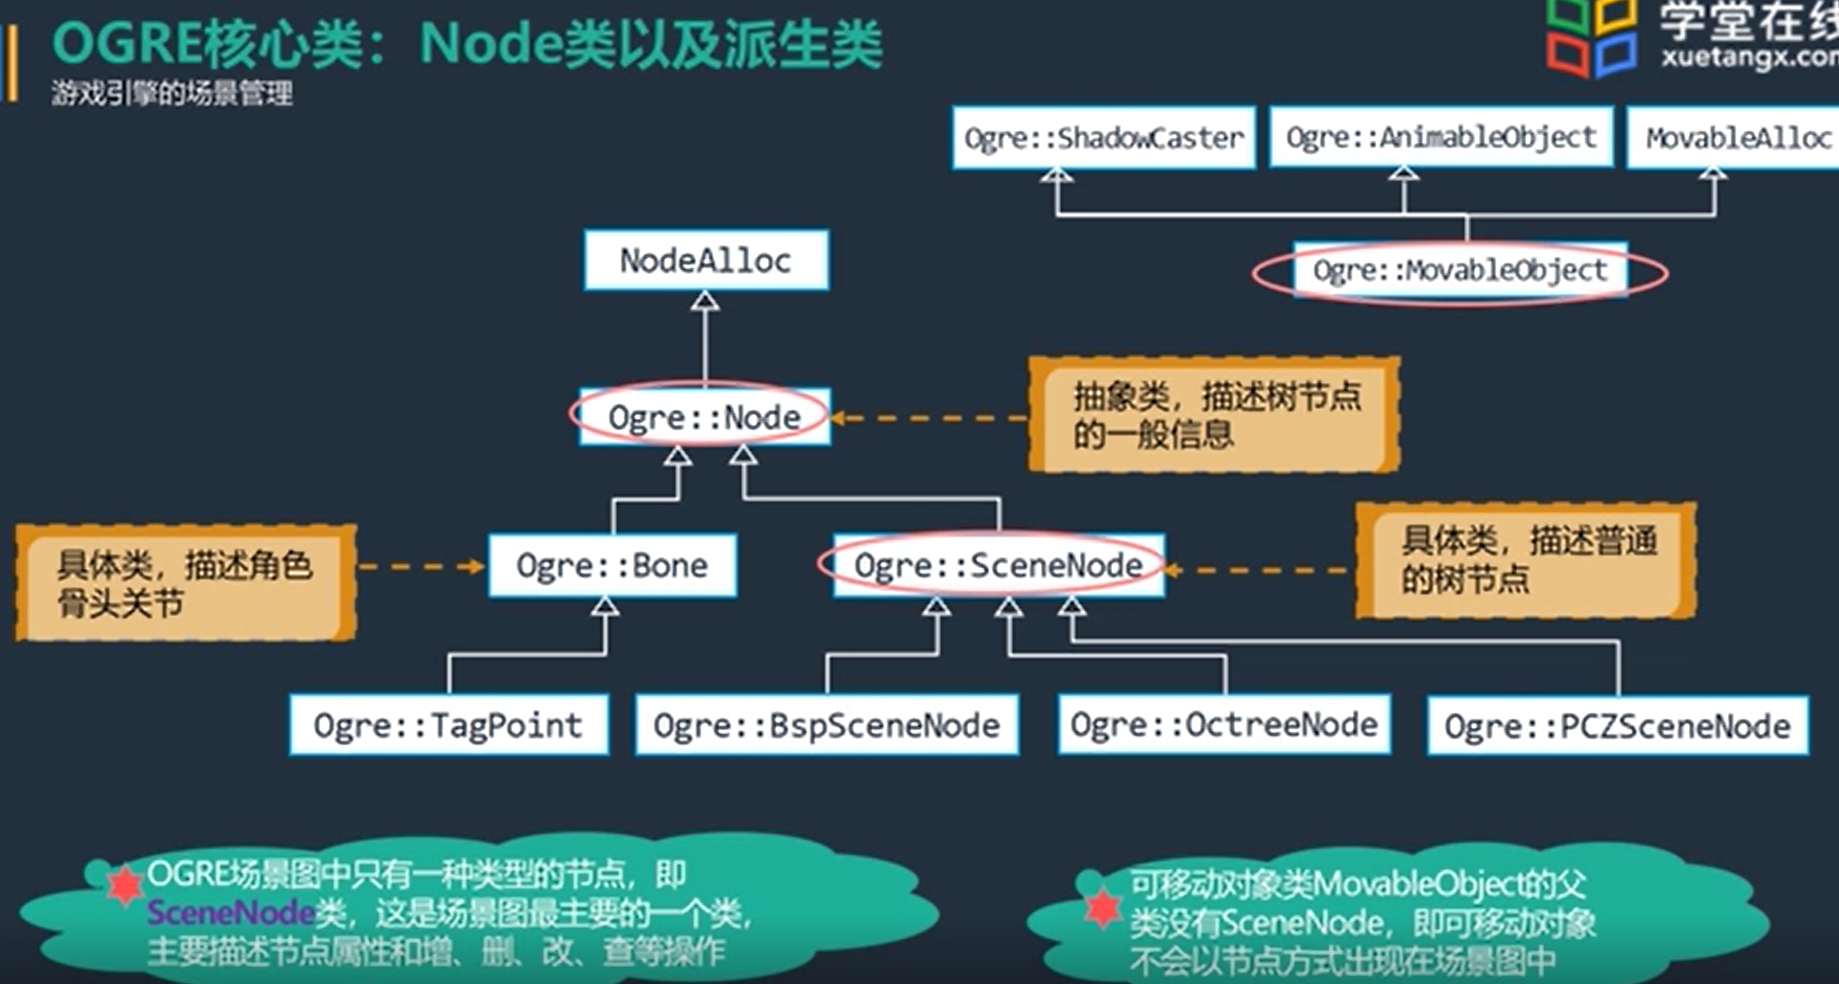 OGRE核心类：Node类以及派生类
游戏引擎的场景管理
学堂在线
xuetangx.com
Ogre::ShadowCaster
Ogre::AnimableObject
MovableAlloc
Ogre::MovableObject
NodeAlloc
Ogre::Node
抽象类，描述树节点
的一般信息
具体类，描述角色
骨头关节
Ogre::Bone
Ogre::SceneNode
具体类，描述普通
的树节点
Ogre::TagPoint
Ogre::BspSceneNode
Ogre::OctreeNode
Ogre::PCZSceneNode
OGRE场景图中只有一种类型的节点，即
SceneNode类，这是场景图最主要的一个类，
主要描述节点属性和增、删、改、查等操作
可移动对象类MovableObject的父
类没有SceneNode，即可移动对象
不会以节点方式出现在场景图中